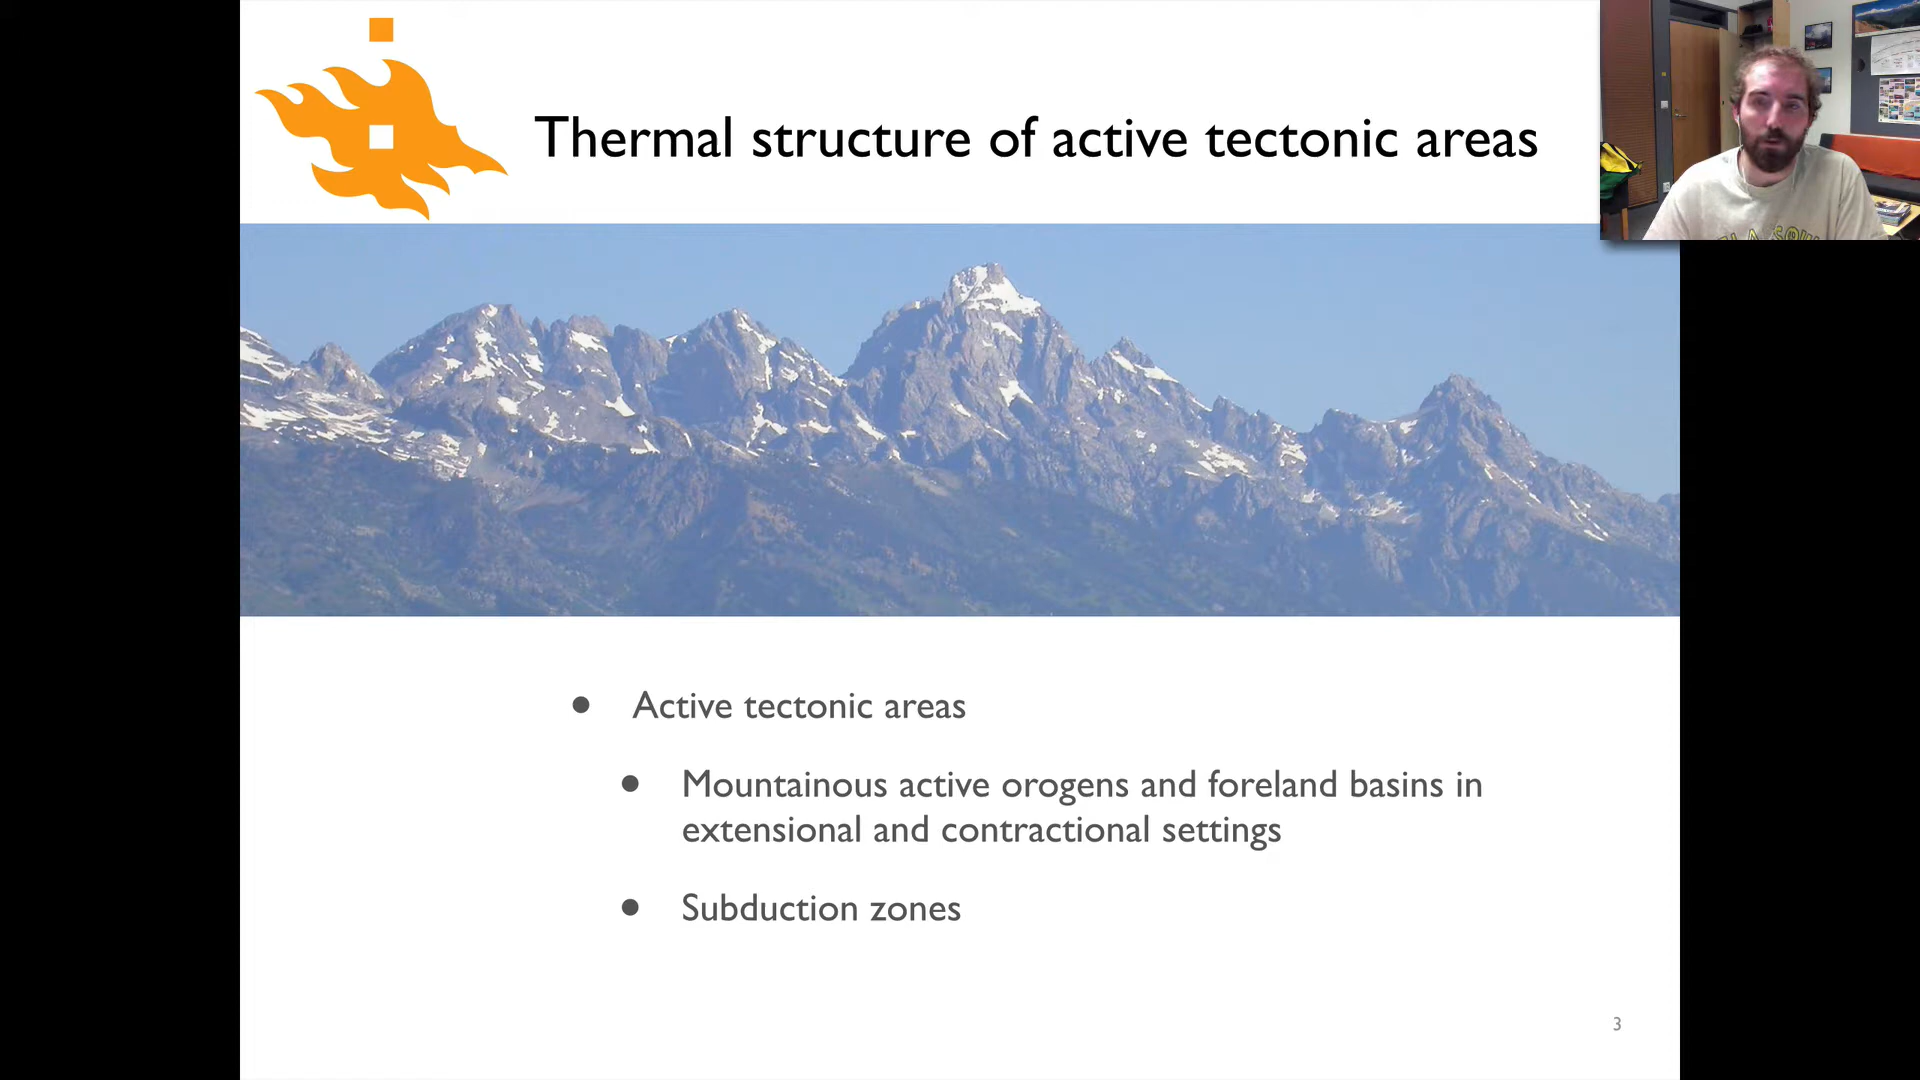 Thermal structure of active tectonic areas
• Active tectonic areas
• Mountainous active orogens and foreland basins in
extensional and contractional settings
• Subduction zones
3